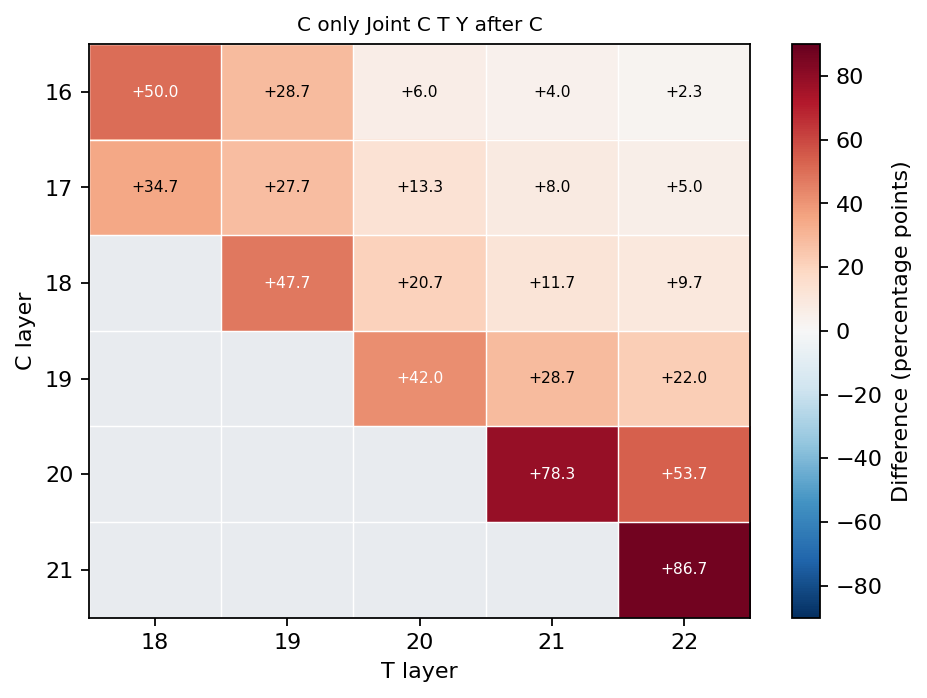 C only Joint C T Y after C
16 +50.0 +28.7 +6.0 +4.0 +2.3
17 +34.7 +27.7 +13.3 +8.0 +5.0
18 +47.7 +20.7 +11.7 +9.7
19 +42.0 +28.7 +22.0
20 +78.3 +53.7
21 +86.7
18 19 20 21 22
T layer
C layer
80
60
40
20
0
−20
−40
−60
−80
Difference (percentage points)